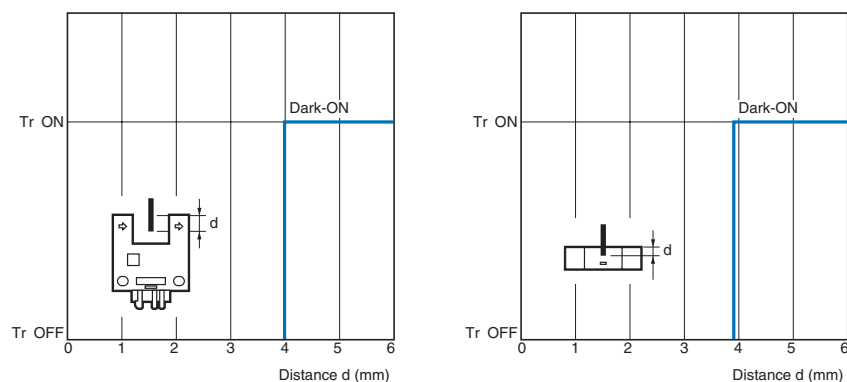 Dark-ON
Tr ON
d
Tr OFF
0 1 2 3 4 5 6
Distance d (mm)
Dark-ON
Tr ON
d
Tr OFF
0 1 2 3 4 5 6
Distance d (mm)